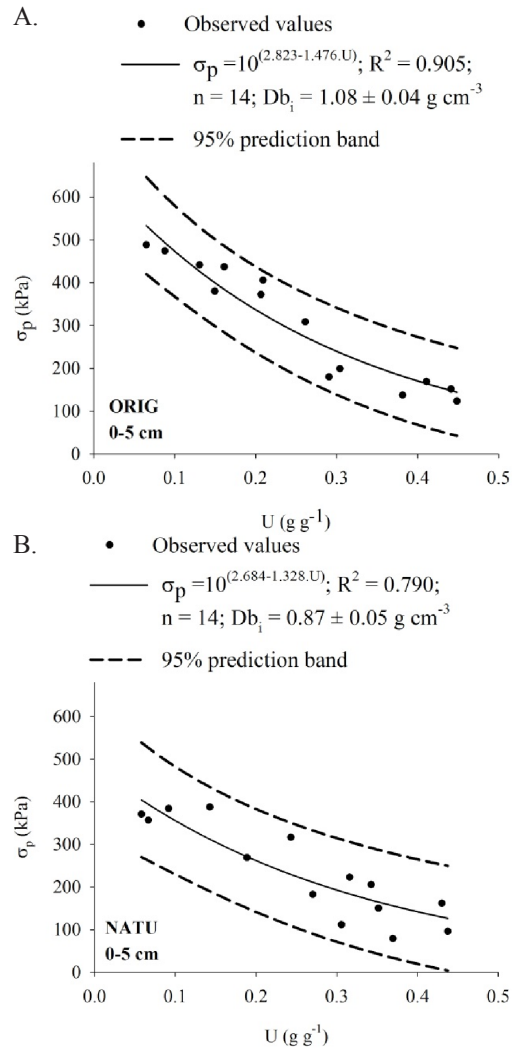 A.
Observed values
σp =10^(2.823-1.476.U); R² = 0.905;
n = 14; Dbᵢ = 1.08 ± 0.04 g cm⁻³
95% prediction band
600
500
400
300
200
100
0
σp (kPa)
ORIG
0-5 cm
0.0 0.1 0.2 0.3 0.4 0.5
U (g g⁻¹)
B.
Observed values
σp =10^(2.684-1.328.U); R² = 0.790;
n = 14; Dbᵢ = 0.87 ± 0.05 g cm⁻³
95% prediction band
600
500
400
300
200
100
0
σp (kPa)
NATU
0-5 cm
0.0 0.1 0.2 0.3 0.4 0.5
U (g g⁻¹)